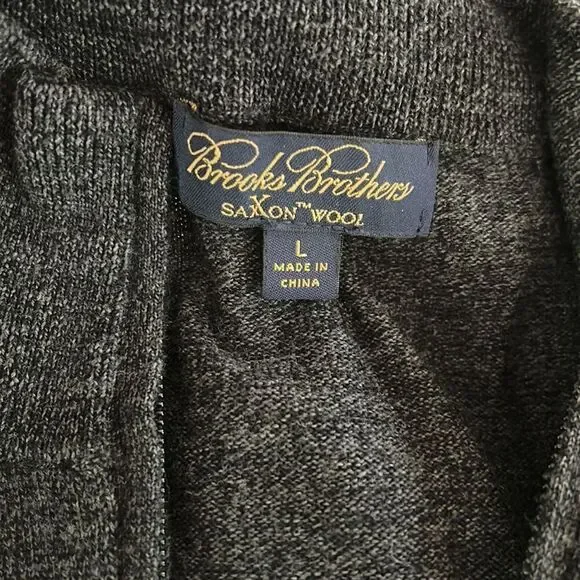 Brooks Brothers
SAXON™ WOOL
L
MADE IN
CHINA